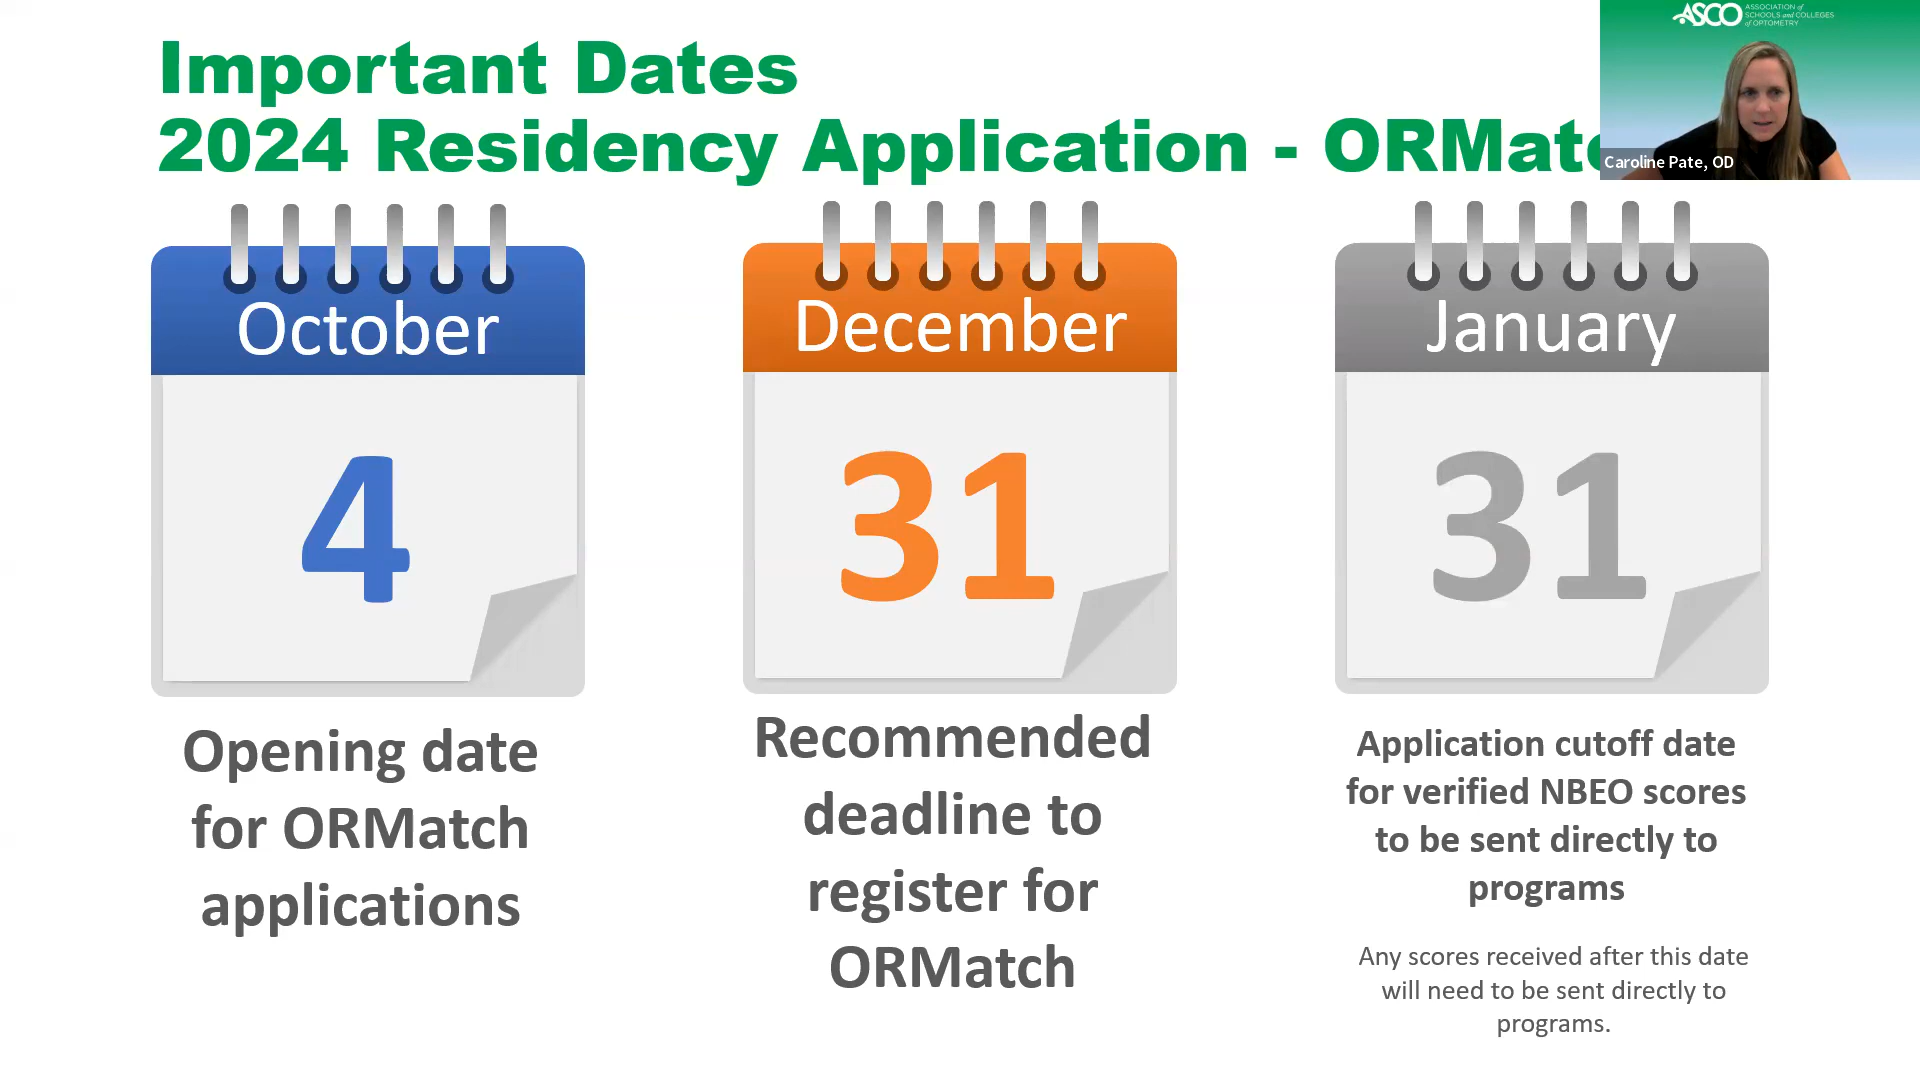 Important Dates
2024 Residency Application - ORMatc
ASCO ASSOCIATION of
SCHOOLS and COLLEGES
of OPTOMETRY
Caroline Pate, OD
October
4
Opening date
for ORMatch
applications
December
31
Recommended
deadline to
register for
ORMatch
January
31
Application cutoff date
for verified NBEO scores
to be sent directly to
programs
Any scores received after this date
will need to be sent directly to
programs.